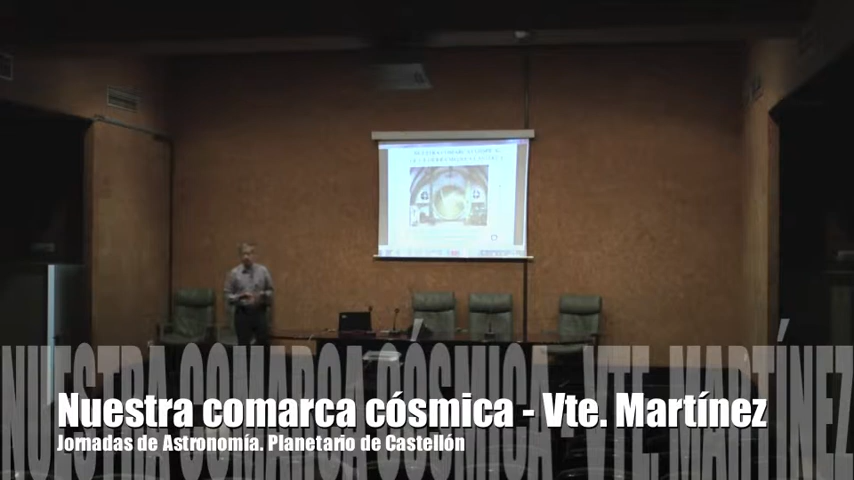 NUESTRA COMARCA CÓSMICA - VTE. MARTÍNEZ
Nuestra comarca cósmica - Vte. Martínez
Jornadas de Astronomía. Planetario de Castellón